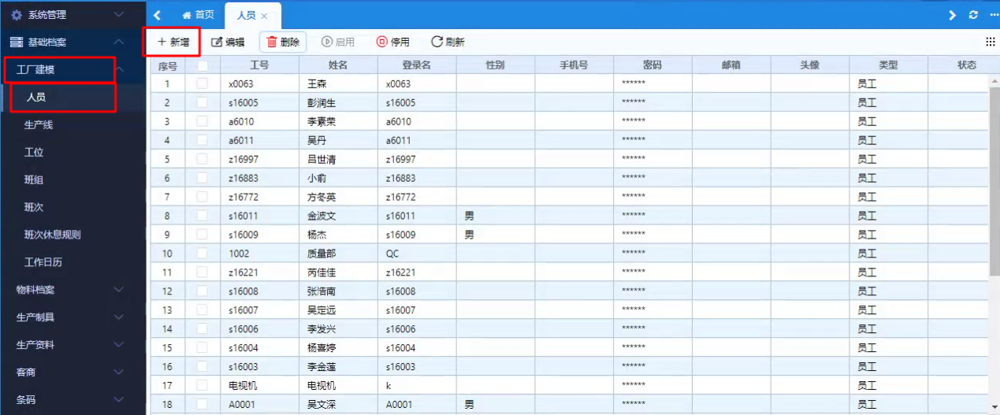 系统管理
基础档案
工厂建模
人员
生产线
工位
班组
班次
班次休息规则
工作日历
物料档案
生产制具
生产资料
客商
条码
首页 人员 ×
新增 编辑 删除 启用 停用 刷新
序号 工号 姓名 登录名 性别 手机号 密码 邮箱 头像 类型 状态
1 x0063 王森 x0063 ****** 员工
2 s16005 彭润生 s16005 ****** 员工
3 a6010 李素荣 a6010 ****** 员工
4 a6011 吴丹 a6011 ****** 员工
5 z16997 吕世清 z16997 ****** 员工
6 z16883 小俞 z16883 ****** 员工
7 z16772 方冬英 z16772 ****** 员工
8 s16011 金波文 s16011 男 ****** 员工
9 s16009 杨杰 s16009 男 ****** 员工
10 1002 质量部 QC ****** 员工
11 z16221 芮佳佳 z16221 ****** 员工
12 s16008 张浩南 s16008 ****** 员工
13 s16007 吴定远 s16007 ****** 员工
14 s16006 李发兴 s16006 ****** 员工
15 s16004 杨喜婷 s16004 ****** 员工
16 s16003 李金莲 s16003 ****** 员工
17 电视机 电视机 k ****** 员工
18 A0001 吴文深 A0001 男 ****** 员工